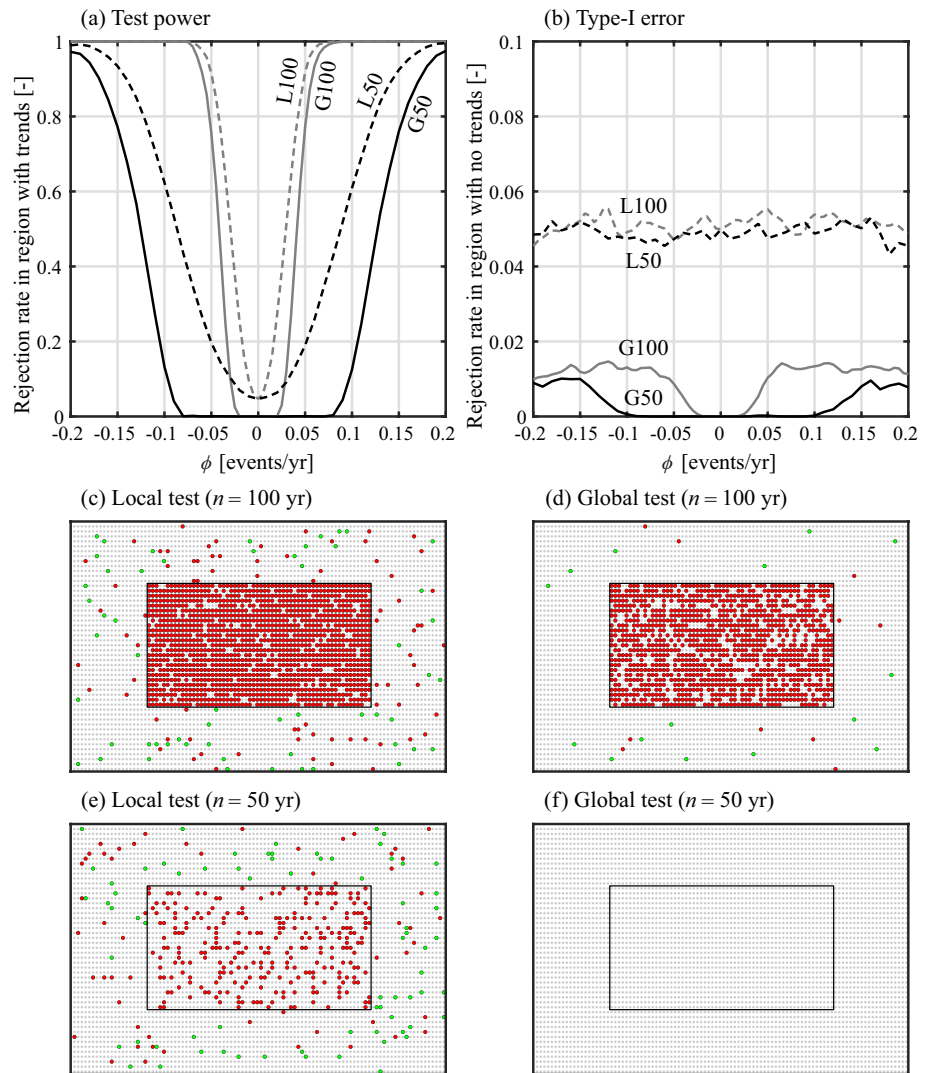 (a) Test power
(b) Type-I error
Rejection rate in region with trends [-]
1
0.8
0.6
0.4
0.2
0
L100
G100
L50
G50
-0.2 -0.15 -0.1 -0.05 0 0.05 0.1 0.15 0.2
ϕ [events/yr]
Rejection rate in region with no trends [-]
0.1
0.08
0.06
0.04
0.02
0
L100
L50
G100
G50
-0.2 -0.15 -0.1 -0.05 0 0.05 0.1 0.15 0.2
ϕ [events/yr]
(c) Local test (n = 100 yr)
(d) Global test (n = 100 yr)
(e) Local test (n = 50 yr)
(f) Global test (n = 50 yr)